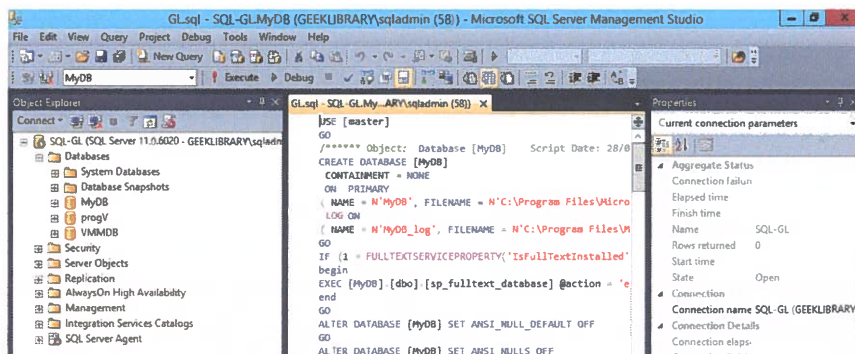 GL.sql - SQL-GL.MyDB (GEEKLIBRARY\sqladmin (58)) - Microsoft SQL Server Management Studio
File Edit View Query Project Debug Tools Window Help
New Query
MyDB
Execute
Debug
Object Explorer
Connect
SQL-GL (SQL Server 11.0.6020 - GEEKLIBRARY\sqladm
Databases
System Databases
Database Snapshots
MyDB
progV
VMMDB
Security
Server Objects
Replication
AlwaysOn High Availability
Management
Integration Services Catalogs
SQL Server Agent
GL.sql - SQL-GL.My...ARY\sqladmin (58)) X
USE [master]
GO
/****** Object: Database [MyDB] Script Date: 28/0
CREATE DATABASE [MyDB]
CONTAINMENT = NONE
ON PRIMARY
( NAME = N'MyDB', FILENAME = N'C:\Program Files\Micro
LOG ON
( NAME = N'MyDB_log', FILENAME = N'C:\Program Files\M
GO
IF (1 = FULLTEXTSERVICEPROPERTY('IsFullTextInstalled'
begin
EXEC [MyDB].[dbo].[sp_fulltext_database] @action = 'e
end
GO
ALTER DATABASE [MyDB] SET ANSI_NULL_DEFAULT OFF
GO
ALTER DATABASE [MyDB] SET ANSI_NULLS OFF
Properties
Current connection parameters
Aggregate Status
Connection failure
Elapsed time
Finish time
Name SQL-GL
Rows returned 0
Start time
State Open
Connection
Connection name SQL-GL (GEEKLIBRARY
Connection Details
Connection elaps